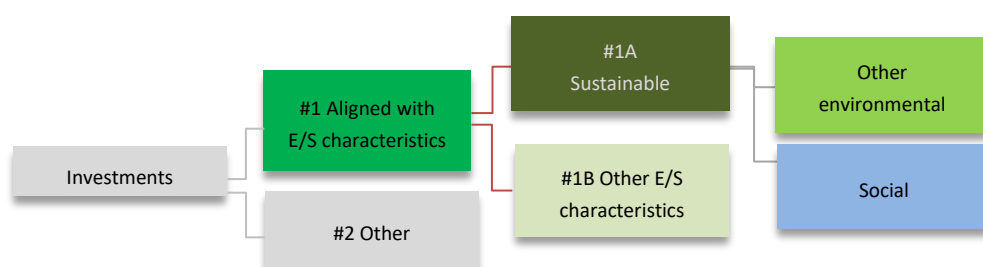 Investments
#1 Aligned with
E/S characteristics
#2 Other
#1A
Sustainable
#1B Other E/S
characteristics
Other
environmental
Social